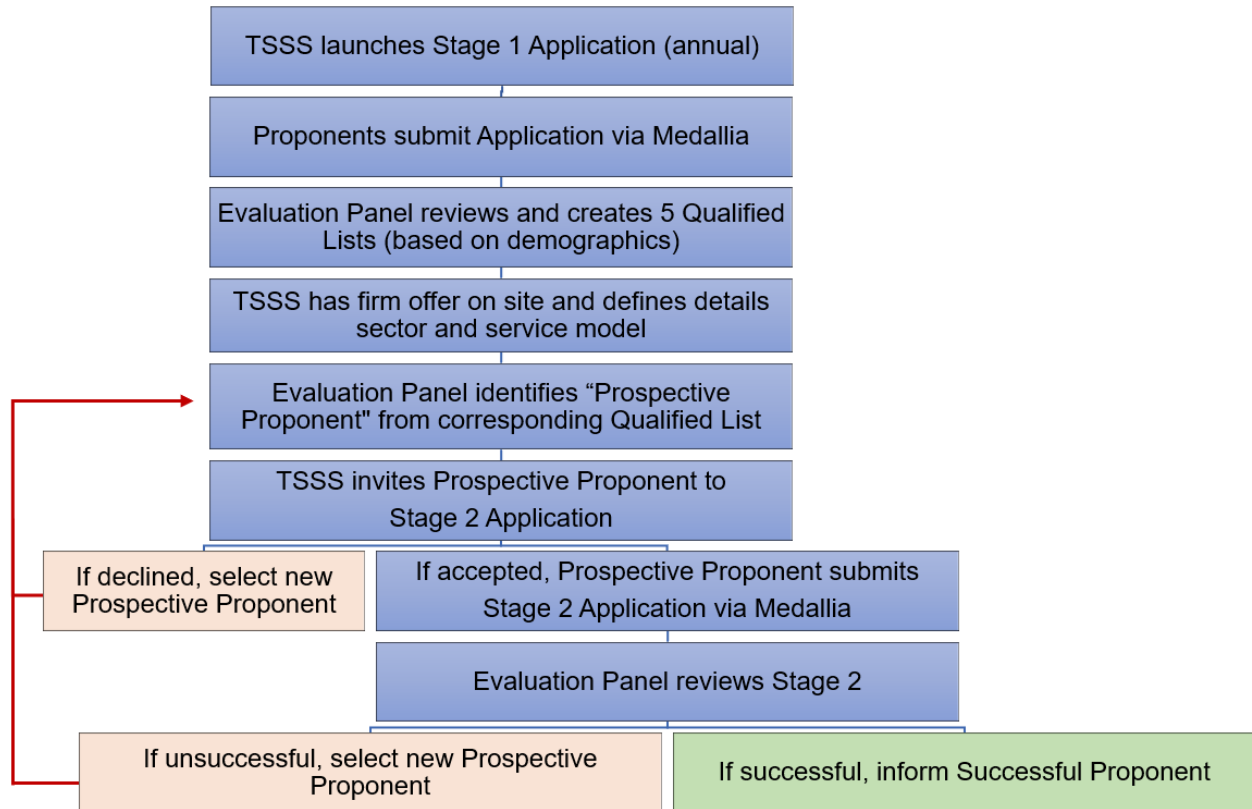 TSSS launches Stage 1 Application (annual)
Proponents submit Application via Medallia
Evaluation Panel reviews and creates 5 Qualified
Lists (based on demographics)
TSSS has firm offer on site and defines details
sector and service model
Evaluation Panel identifies “Prospective
Proponent" from corresponding Qualified List
TSSS invites Prospective Proponent to
Stage 2 Application
If declined, select new
Prospective Proponent
If accepted, Prospective Proponent submits
Stage 2 Application via Medallia
Evaluation Panel reviews Stage 2
If unsuccessful, select new Prospective
Proponent
If successful, inform Successful Proponent